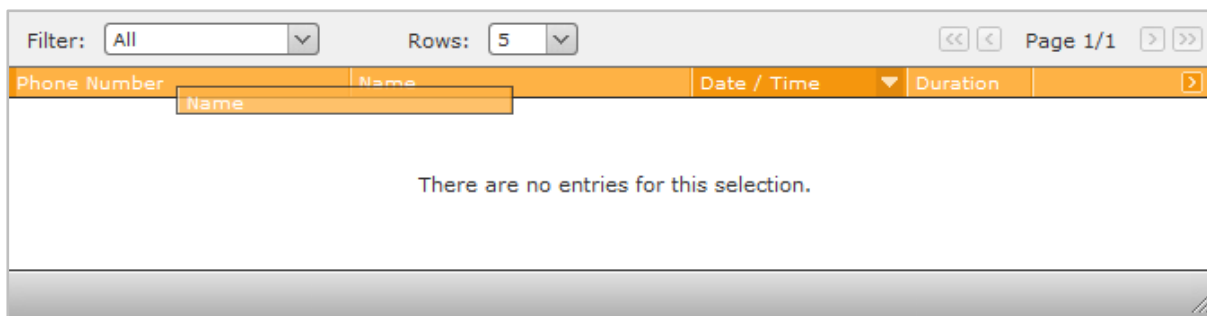 Filter: All Rows: 5 << < Page 1/1 > >>
Phone Number Name Date / Time Duration >
Name
There are no entries for this selection.